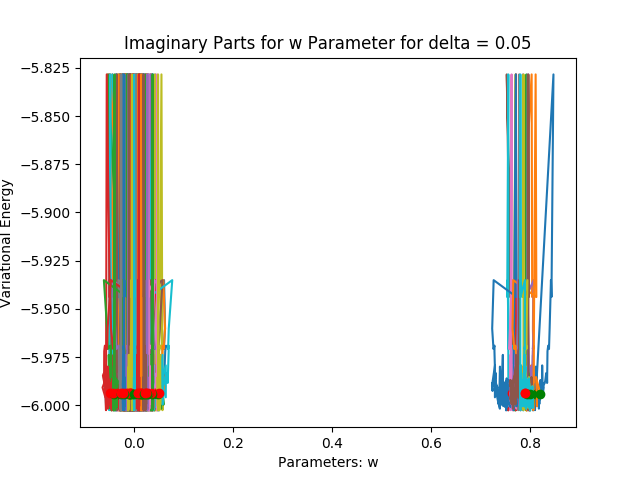 Imaginary Parts for w Parameter for delta = 0.05
Variational Energy
−5.825
−5.850
−5.875
−5.900
−5.925
−5.950
−5.975
−6.000
0.0 0.2 0.4 0.6 0.8
Parameters: w